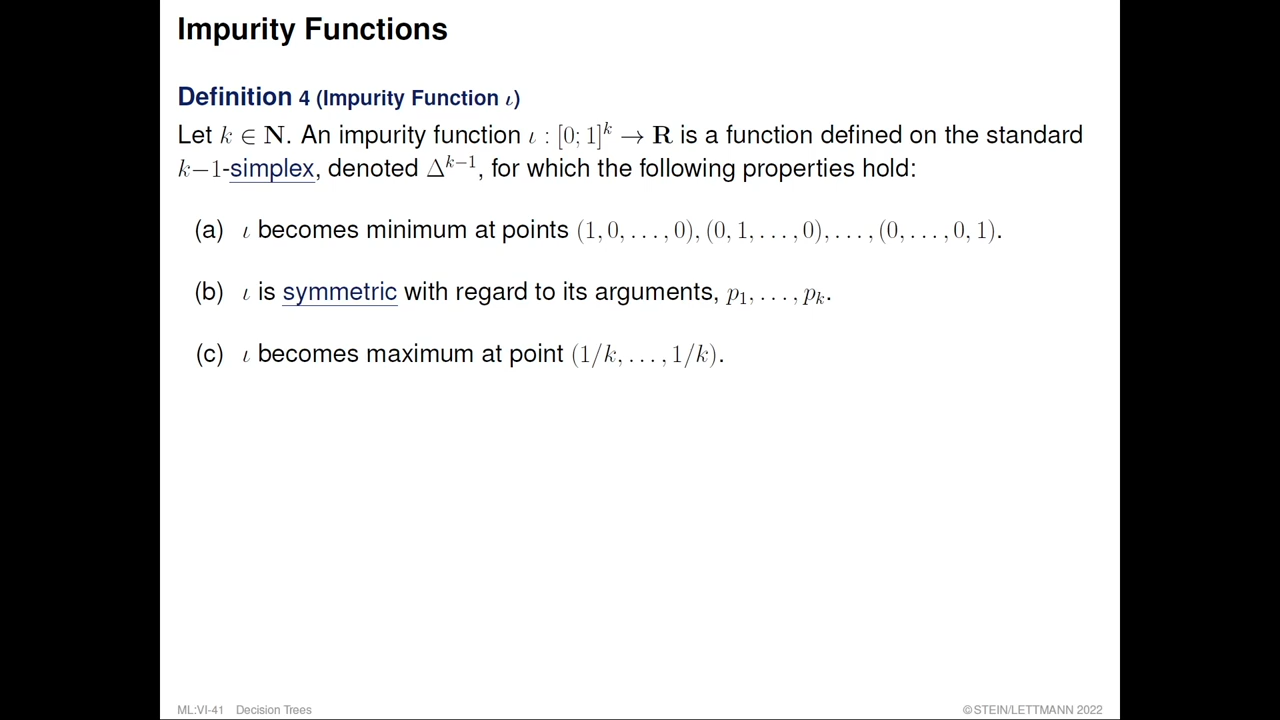 Impurity Functions
Definition 4 (Impurity Function ι)
Let k ∈ N. An impurity function ι : [0; 1]^k → R is a function defined on the standard
k−1-simplex, denoted Δ^{k−1}, for which the following properties hold:
(a) ι becomes minimum at points (1, 0, . . . , 0), (0, 1, . . . , 0), . . . , (0, . . . , 0, 1).
(b) ι is symmetric with regard to its arguments, p_1, . . . , p_k.
(c) ι becomes maximum at point (1/k, . . . , 1/k).
ML:VI-41 Decision Trees
©STEIN/LETTMANN 2022